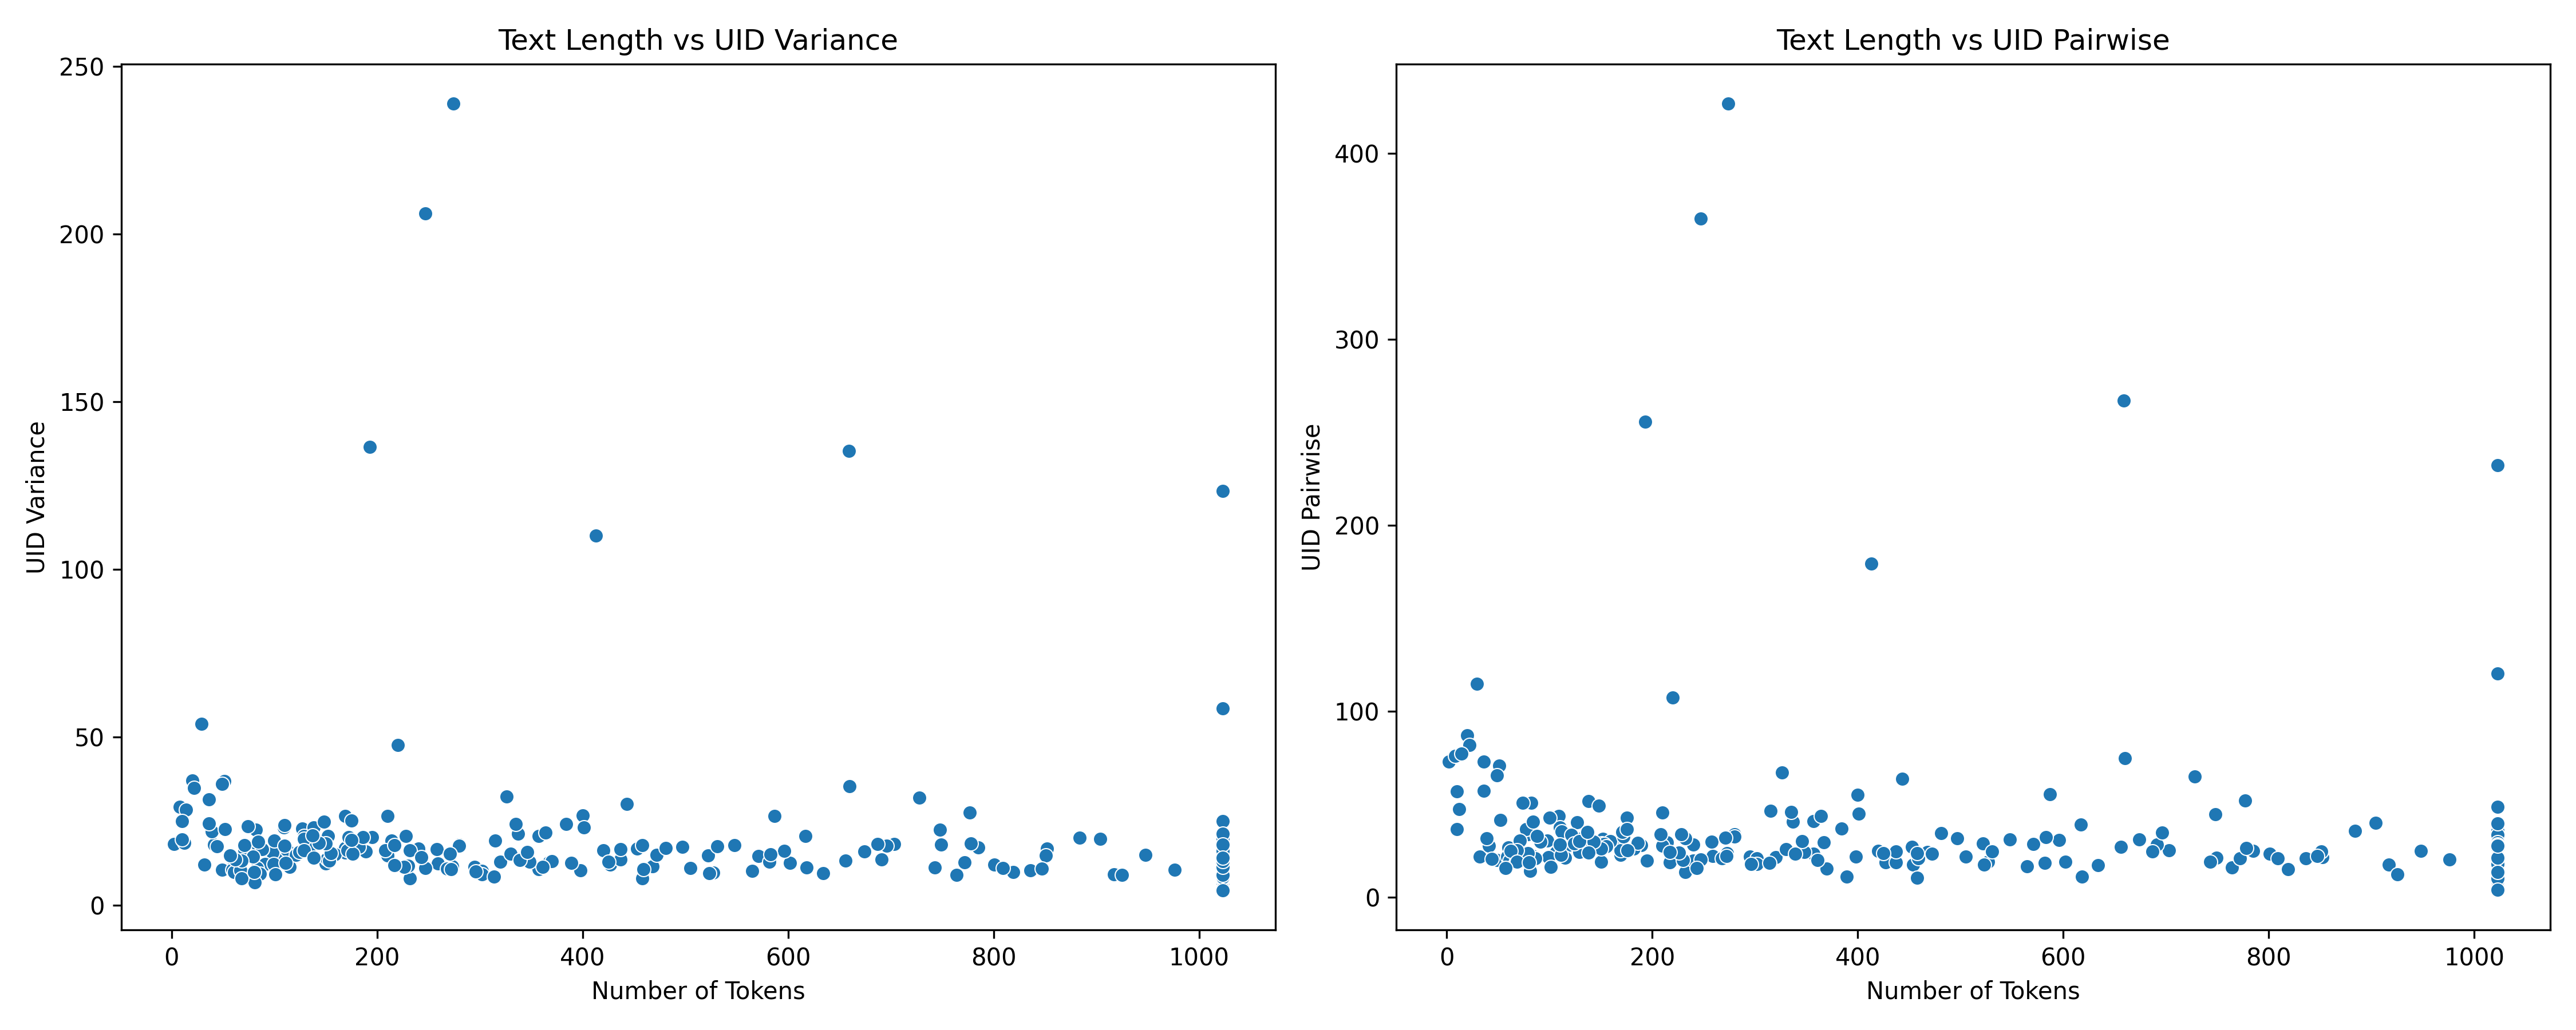 Text Length vs UID Variance
250
200
150
100
50
0
UID Variance
0 200 400 600 800 1000
Number of Tokens
Text Length vs UID Pairwise
400
300
200
100
0
UID Pairwise
0 200 400 600 800 1000
Number of Tokens